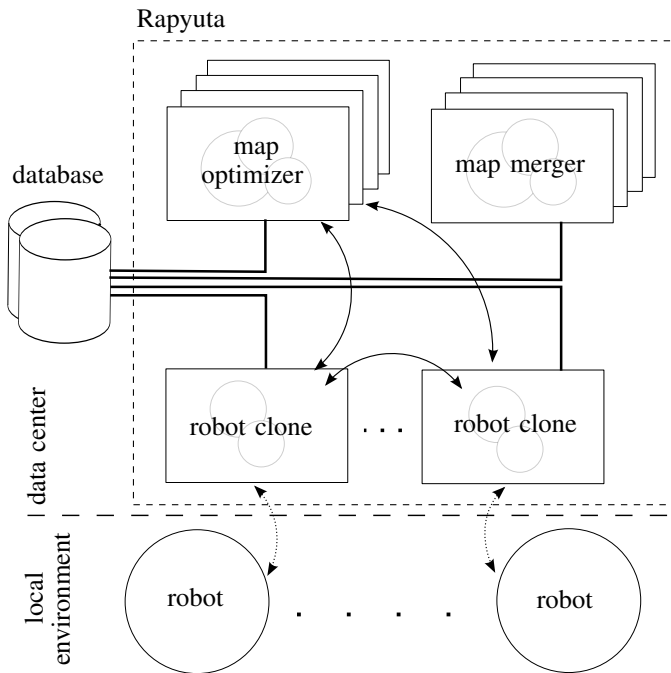 Rapyuta
map
optimizer
map merger
database
robot clone
. . .
robot clone
data center
local
environment
robot
. . . .
robot